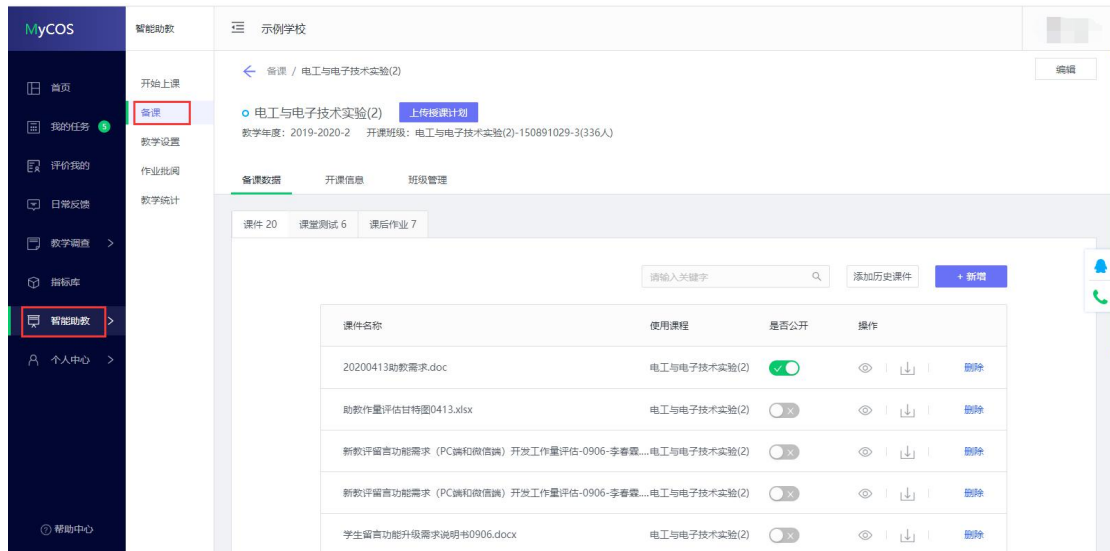 MyCOS
智能助教
示例学校
首页
我的任务 5
评价我的
日常反馈
教学调查 >
指标库
智能助教 >
个人中心 >
帮助中心
开始上课
备课
教学设置
作业批阅
教学统计
备课 / 电工与电子技术实验(2)
编辑
电工与电子技术实验(2) 上传授课计划
教学年度：2019-2020-2 开课班级：电工与电子技术实验(2)-150891029-3(336人)
备课数据 开课信息 班级管理
课件 20 课堂测试 6 课后作业 7
请输入关键字 添加历史课件 + 新增
课件名称 使用课程 是否公开 操作
20200413助教需求.doc 电工与电子技术实验(2) 删除
助教作量评估甘特图0413.xlsx 电工与电子技术实验(2) 删除
新教评留言功能需求（PC端和微信端）开发工作量评估-0906-李春霖.... 电工与电子技术实验(2) 删除
新教评留言功能需求（PC端和微信端）开发工作量评估-0906-李春霖.... 电工与电子技术实验(2) 删除
学生留言功能升级需求说明书0906.docx 电工与电子技术实验(2) 删除